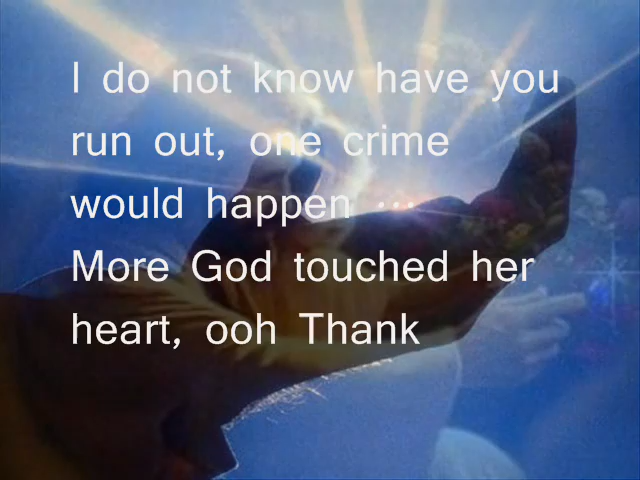 I do not know have you
run out, one crime
would happen ...
More God touched her
heart, ooh Thank